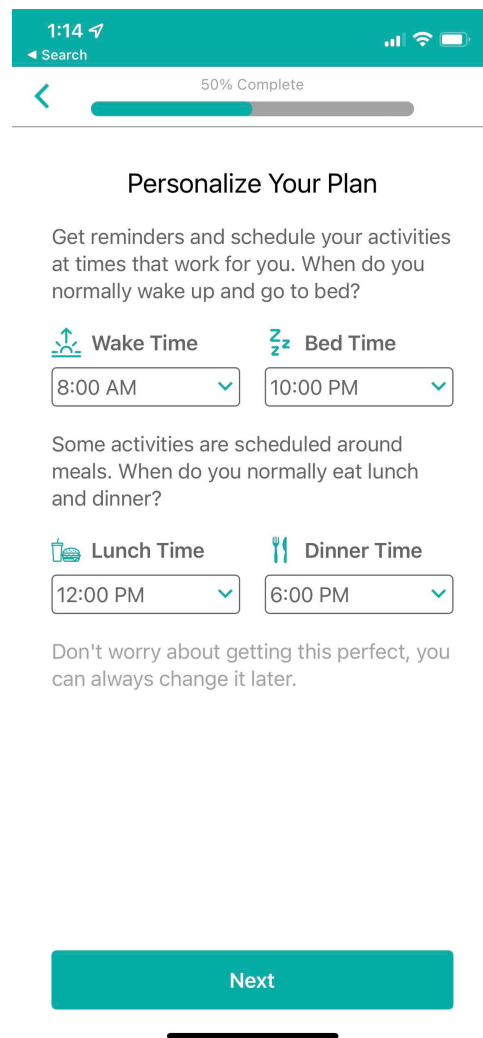 1:14
◀ Search
50% Complete
Personalize Your Plan
Get reminders and schedule your activities
at times that work for you. When do you
normally wake up and go to bed?
Wake Time
Bed Time
8:00 AM
10:00 PM
Some activities are scheduled around
meals. When do you normally eat lunch
and dinner?
Lunch Time
Dinner Time
12:00 PM
6:00 PM
Don't worry about getting this perfect, you
can always change it later.
Next